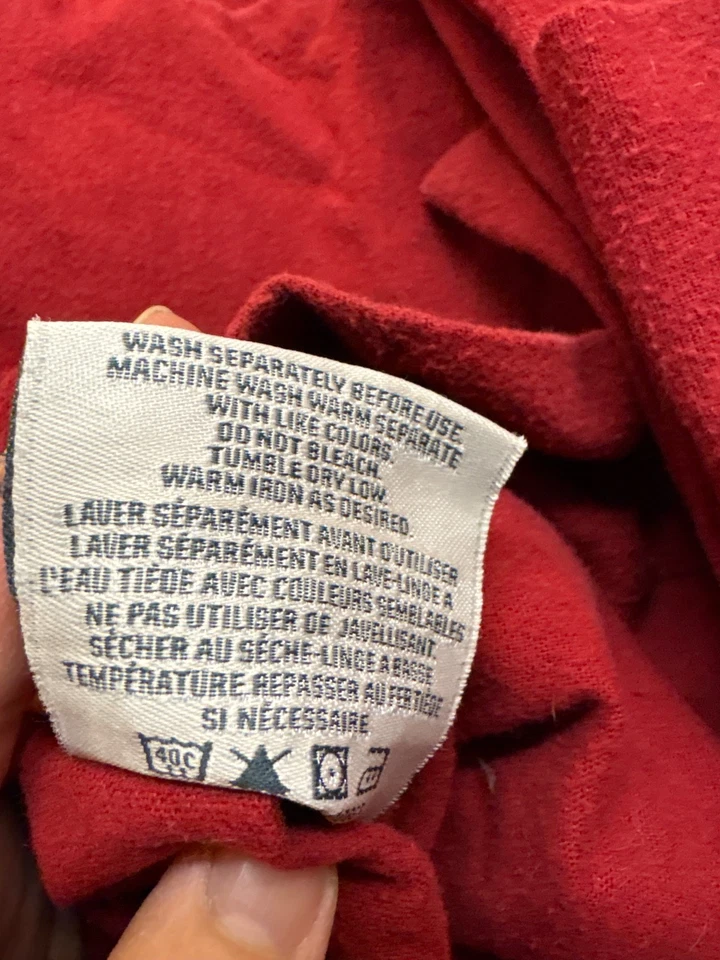 WASH SEPARATELY BEFORE USE.
MACHINE WASH WARM SEPARATE
WITH LIKE COLORS.
DO NOT BLEACH.
TUMBLE DRY LOW.
WARM IRON AS DESIRED.
LAVER SÉPARÉMENT AVANT D'UTILISER
LAVER SÉPARÉMENT EN LAVE-LINGE A
L'EAU TIÈDE AVEC COULEURS SEMBLABLES
NE PAS UTILISER DE JAVELLISANT.
SÉCHER AU SÉCHE-LINGE A BASSE
TEMPÉRATURE REPASSER AU FER TIÈDE
SI NÉCESSAIRE
40C